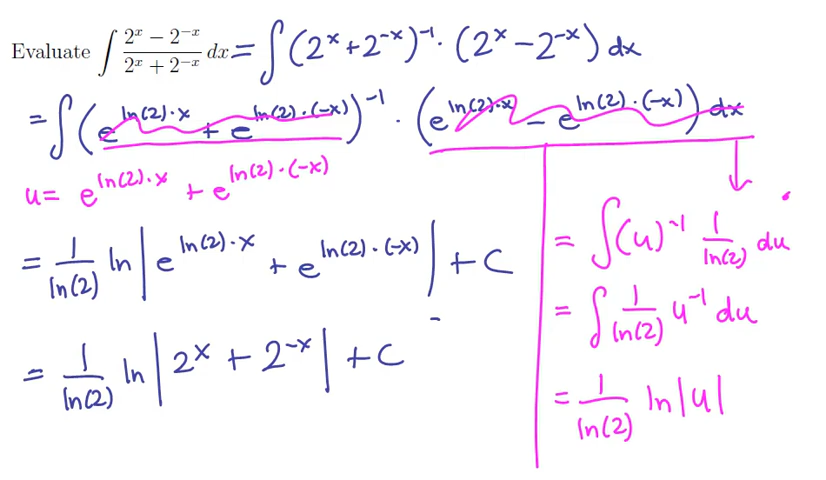 Evaluate ∫ (2^x − 2^{−x})/(2^x + 2^{−x}) dx = ∫ (2^x + 2^{−x})^{−1} · (2^x − 2^{−x}) dx
= ∫ (e^{ln(2)·x} + e^{ln(2)·(−x)})^{−1} · (e^{ln(2)·x} − e^{ln(2)·(−x)}) dx
u = e^{ln(2)·x} + e^{ln(2)·(−x)}
= 1/ln(2) ln|e^{ln(2)·x} + e^{ln(2)·(−x)}| + C
= 1/ln(2) ln|2^x + 2^{−x}| + C
= ∫ (u)^{−1} 1/ln(2) du
= ∫ 1/ln(2) u^{−1} du
= 1/ln(2) ln|u|